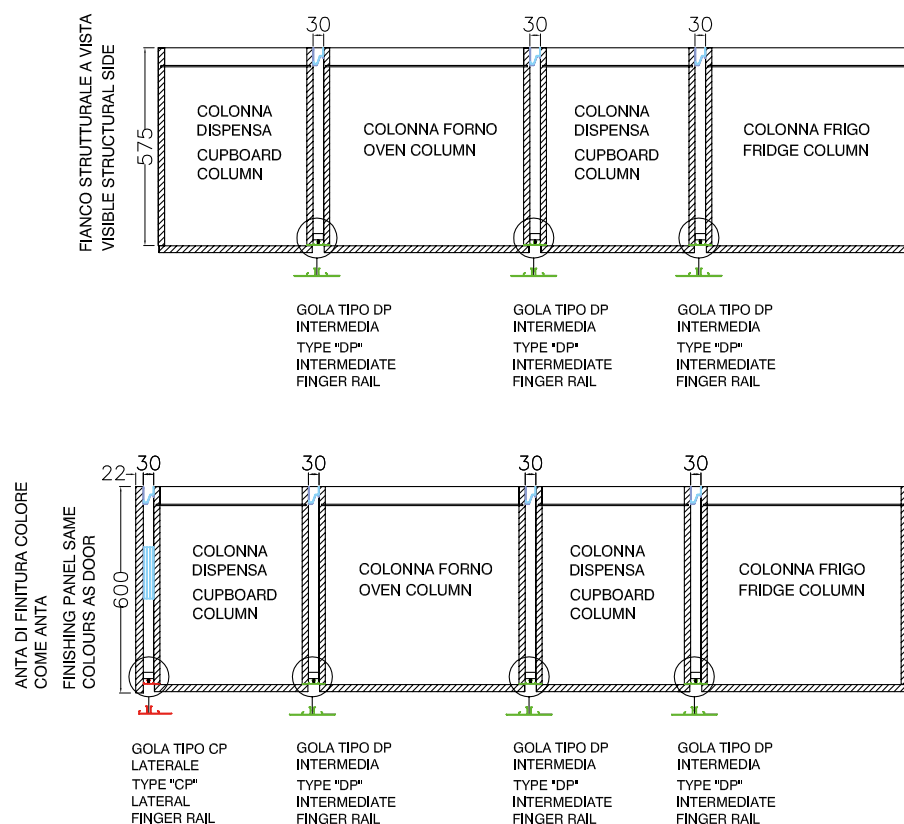 30
30
30
FIANCO STRUTTURALE A VISTA
VISIBLE STRUCTURAL SIDE
575
COLONNA
DISPENSA
CUPBOARD
COLUMN
COLONNA FORNO
OVEN COLUMN
COLONNA
DISPENSA
CUPBOARD
COLUMN
COLONNA FRIGO
FRIDGE COLUMN
GOLA TIPO DP
INTERMEDIA
TYPE "DP"
INTERMEDIATE
FINGER RAIL
GOLA TIPO DP
INTERMEDIA
TYPE "DP"
INTERMEDIATE
FINGER RAIL
GOLA TIPO DP
INTERMEDIA
TYPE "DP"
INTERMEDIATE
FINGER RAIL
22
30
30
30
30
ANTA DI FINITURA COLORE
COME ANTA
FINISHING PANEL SAME
COLOURS AS DOOR
600
COLONNA
DISPENSA
CUPBOARD
COLUMN
COLONNA FORNO
OVEN COLUMN
COLONNA
DISPENSA
CUPBOARD
COLUMN
COLONNA FRIGO
FRIDGE COLUMN
GOLA TIPO CP
LATERALE
TYPE "CP"
LATERAL
FINGER RAIL
GOLA TIPO DP
INTERMEDIA
TYPE "DP"
INTERMEDIATE
FINGER RAIL
GOLA TIPO DP
INTERMEDIA
TYPE "DP"
INTERMEDIATE
FINGER RAIL
GOLA TIPO DP
INTERMEDIA
TYPE "DP"
INTERMEDIATE
FINGER RAIL